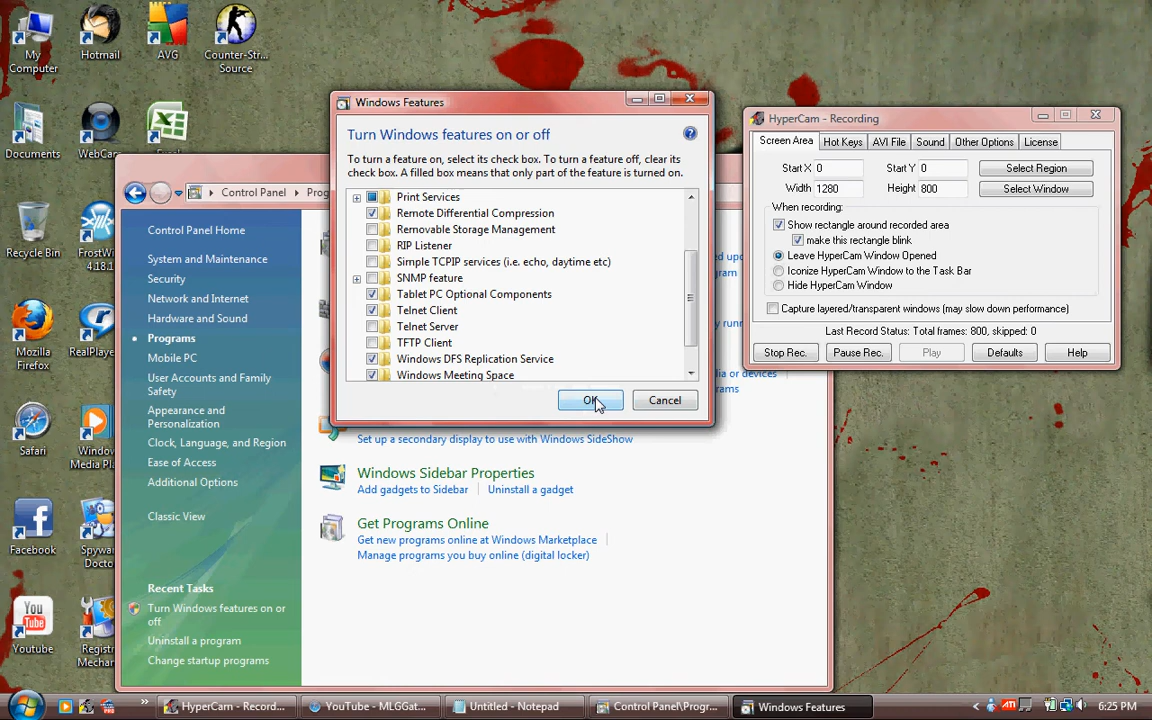 My Computer
Hotmail
AVG
Counter-Str... Source
Documents
WebCam
Recycle Bin
FrostWi... 4.18.1
Mozilla Firefox
RealPlaye
Safari
Window Media Pl
Facebook
Spywar Docto
You Tube
Youtube
Regist Mechan
Control Panel
Prog
Control Panel Home
System and Maintenance
Security
Network and Internet
Hardware and Sound
Programs
Mobile PC
User Accounts and Family Safety
Appearance and Personalization
Clock, Language, and Region
Ease of Access
Additional Options
Classic View
Recent Tasks
Turn Windows features on or off
Uninstall a program
Change startup programs
ia or devices
Set up a secondary display to use with Windows SideShow
Windows Sidebar Properties
Add gadgets to Sidebar
Uninstall a gadget
Get Programs Online
Get new programs online at Windows Marketplace
Manage programs you buy online (digital locker)
Windows Features
Turn Windows features on or off
To turn a feature on, select its check box. To turn a feature off, clear its
check box. A filled box means that only part of the feature is turned on.
Print Services
Remote Differential Compression
Removable Storage Management
RIP Listener
Simple TCPIP services (i.e. echo, daytime etc)
SNMP feature
Tablet PC Optional Components
Telnet Client
Telnet Server
TFTP Client
Windows DFS Replication Service
Windows Meeting Space
OK
Cancel
HyperCam - Recording
Screen Area
Hot Keys
AVI File
Sound
Other Options
License
Start X 0
Start Y 0
Select Region
Width 1280
Height 800
Select Window
When recording:
Show rectangle around recorded area
make this rectangle blink
Leave HyperCam Window Opened
Iconize HyperCam Window to the Task Bar
Hide HyperCam Window
Capture layered/transparent windows (may slow down performance)
Last Record Status: Total frames: 800, skipped: 0
Stop Rec.
Pause Rec.
Play
Defaults
Help
HyperCam - Record...
YouTube - MLGGat...
Untitled - Notepad
Control Panel\Progr...
Windows Features
ATI
6:25 PM